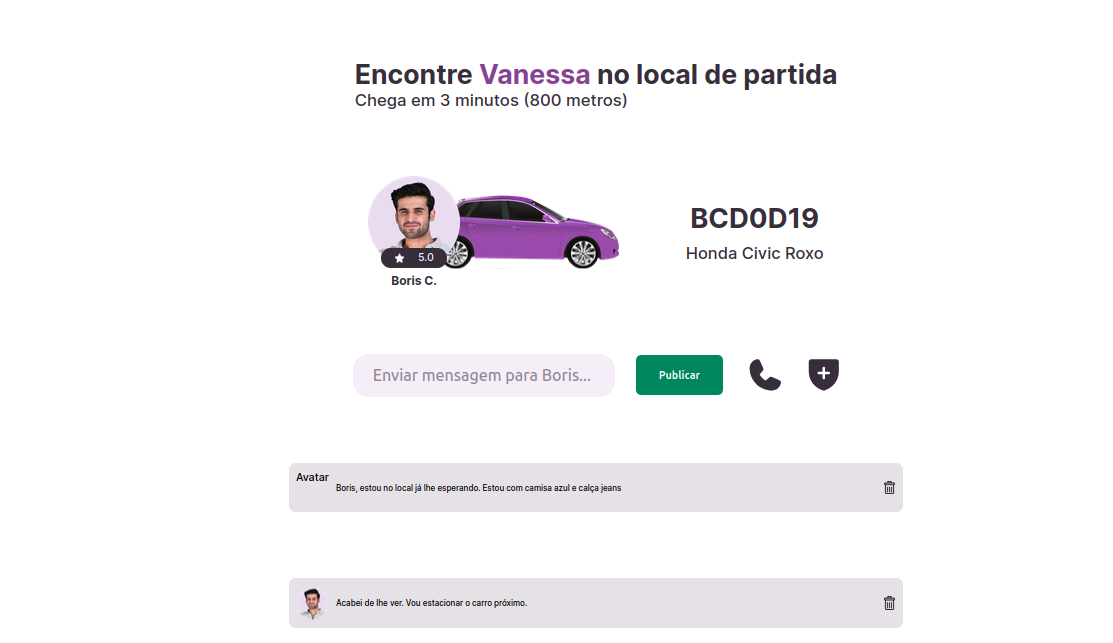 Encontre Vanessa no local de partida
Chega em 3 minutos (800 metros)
5.0
Boris C.
BCD0D19
Honda Civic Roxo
Enviar mensagem para Boris...
Publicar
Avatar
Boris, estou no local já lhe esperando. Estou com camisa azul e calça jeans
Acabei de lhe ver. Vou estacionar o carro próximo.